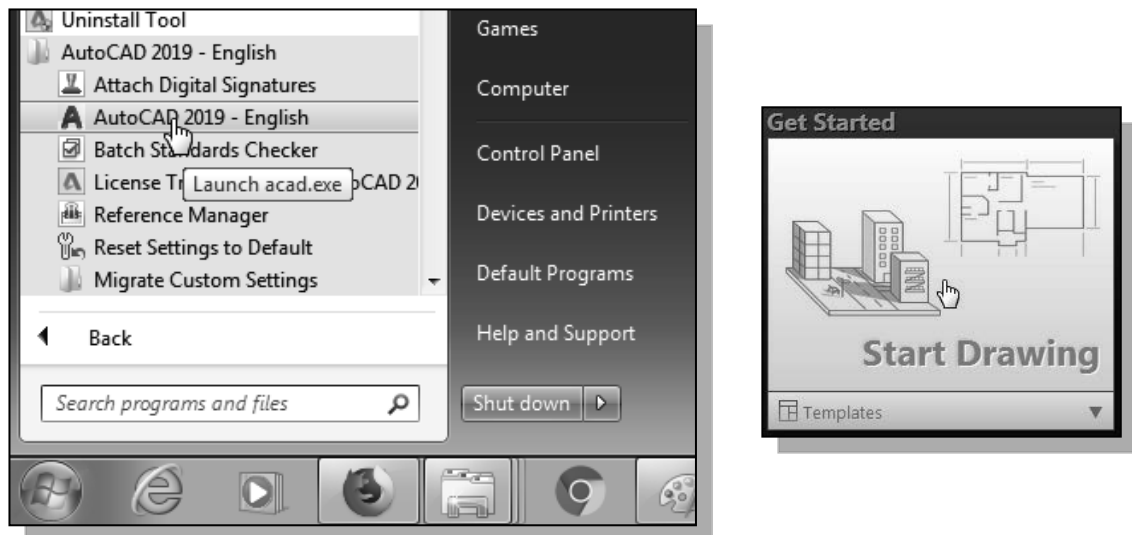 Uninstall Tool
AutoCAD 2019 - English
Attach Digital Signatures
AutoCAD 2019 - English
Batch Standards Checker
License Tr
Launch acad.exe
oCAD 2
Reference Manager
Reset Settings to Default
Migrate Custom Settings
Back
Search programs and files
Games
Computer
Control Panel
Devices and Printers
Default Programs
Help and Support
Shut down
Get Started
Start Drawing
Templates